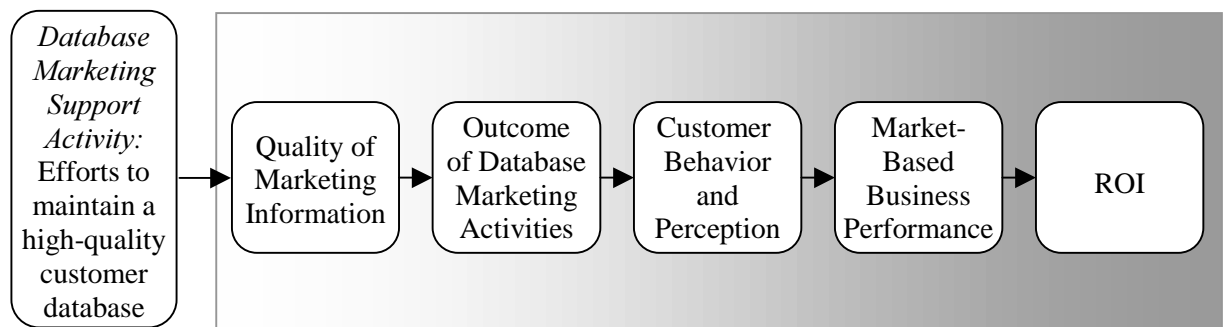 Database
Marketing
Support
Activity:
Efforts to
maintain a
high-quality
customer
database
Quality of
Marketing
Information
Outcome
of Database
Marketing
Activities
Customer
Behavior
and
Perception
Market-
Based
Business
Performance
ROI